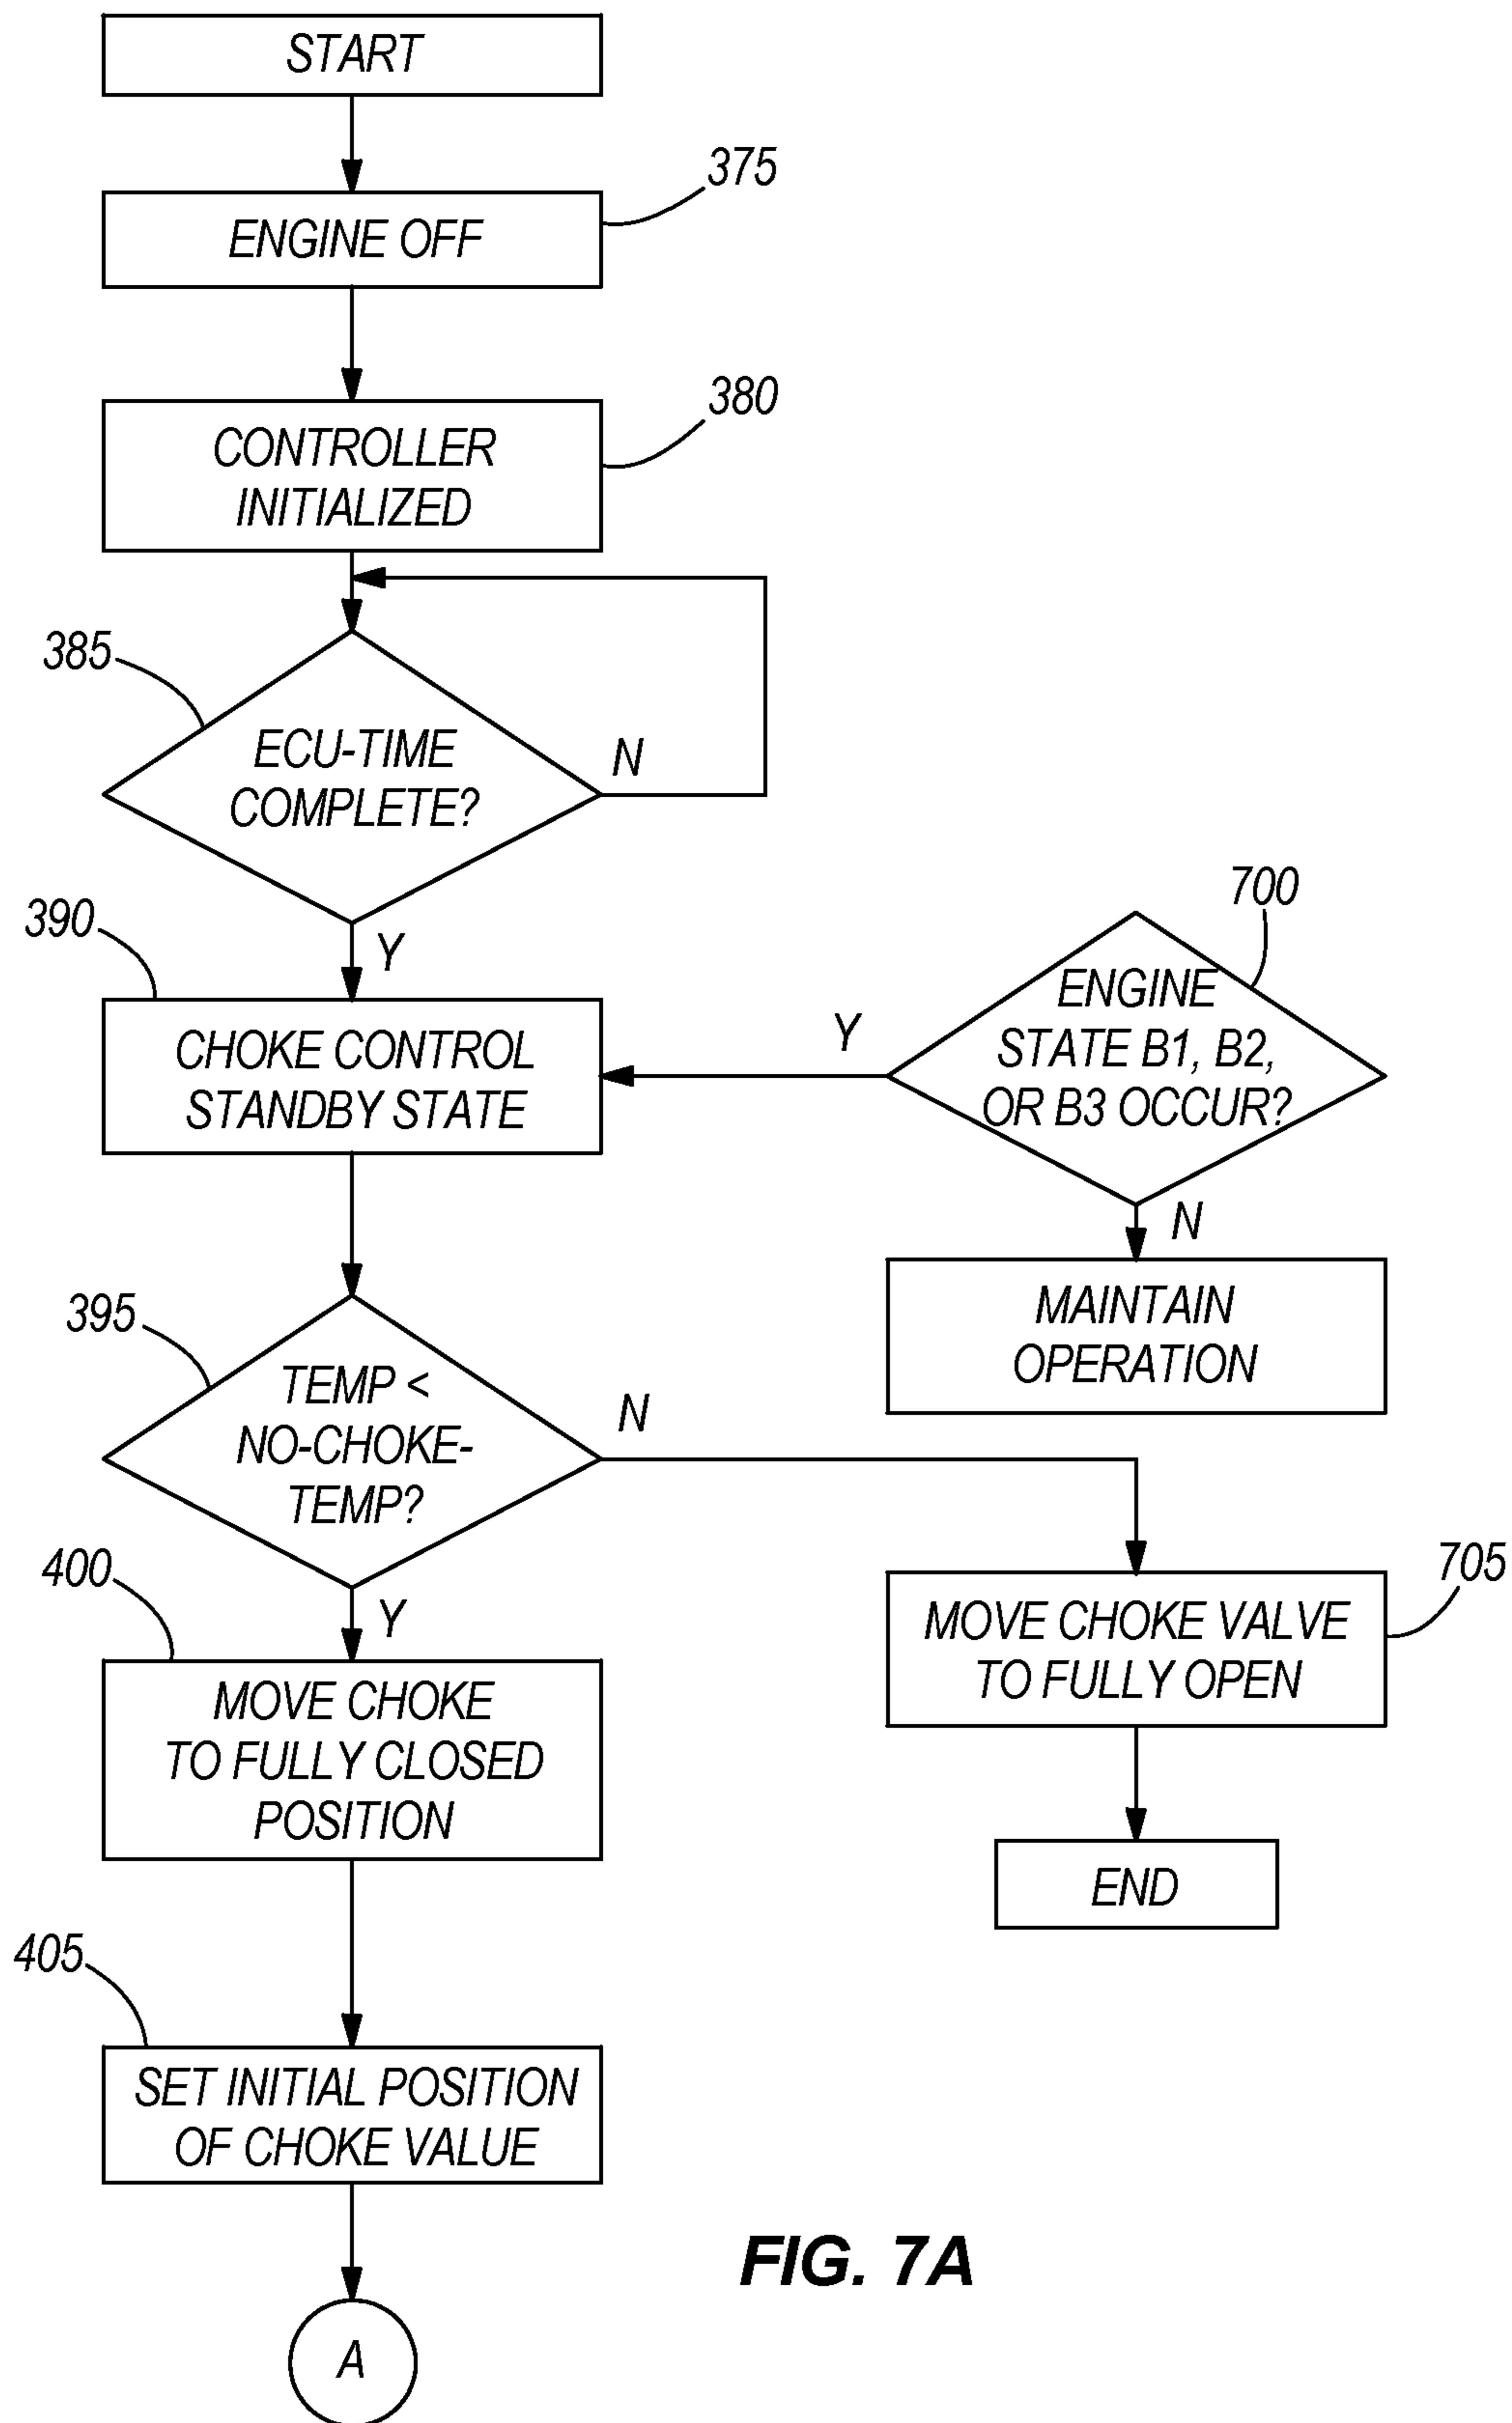 START
375
ENGINE OFF
380
CONTROLLER
INITIALIZED
385
ECU-TIME
COMPLETE?
N
Y
390
CHOKE CONTROL
STANDBY STATE
700
ENGINE
STATE B1, B2,
OR B3 OCCUR?
Y
N
MAINTAIN
OPERATION
395
TEMP <
NO-CHOKE-
TEMP?
N
Y
705
MOVE CHOKE VALVE
TO FULLY OPEN
END
400
MOVE CHOKE
TO FULLY CLOSED
POSITION
405
SET INITIAL POSITION
OF CHOKE VALUE
A
FIG. 7A